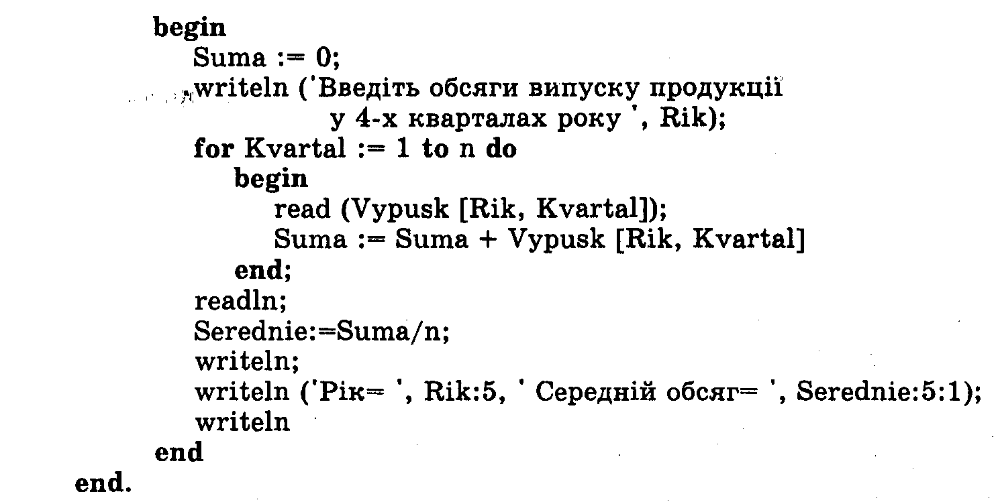 begin
Suma := 0;
writeln ('Введіть обсяги випуску продукції
у 4-х кварталах року ', Rik);
for Kvartal := 1 to n do
begin
read (Vypusk [Rik, Kvartal]);
Suma := Suma + Vypusk [Rik, Kvartal]
end;
readln;
Serednie:=Suma/n;
writeln;
writeln ('Рік= ', Rik:5, ' Середній обсяг= ', Serednie:5:1);
writeln
end
end.